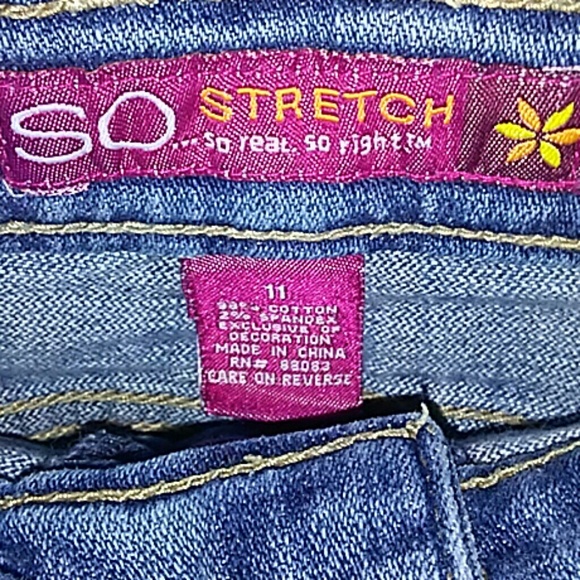 SO STRETCH
...so real. so right™
11
98% COTTON
2% SPANDEX
EXCLUSIVE OF
DECORATION
MADE IN CHINA
RN# 88083
CARE ON REVERSE